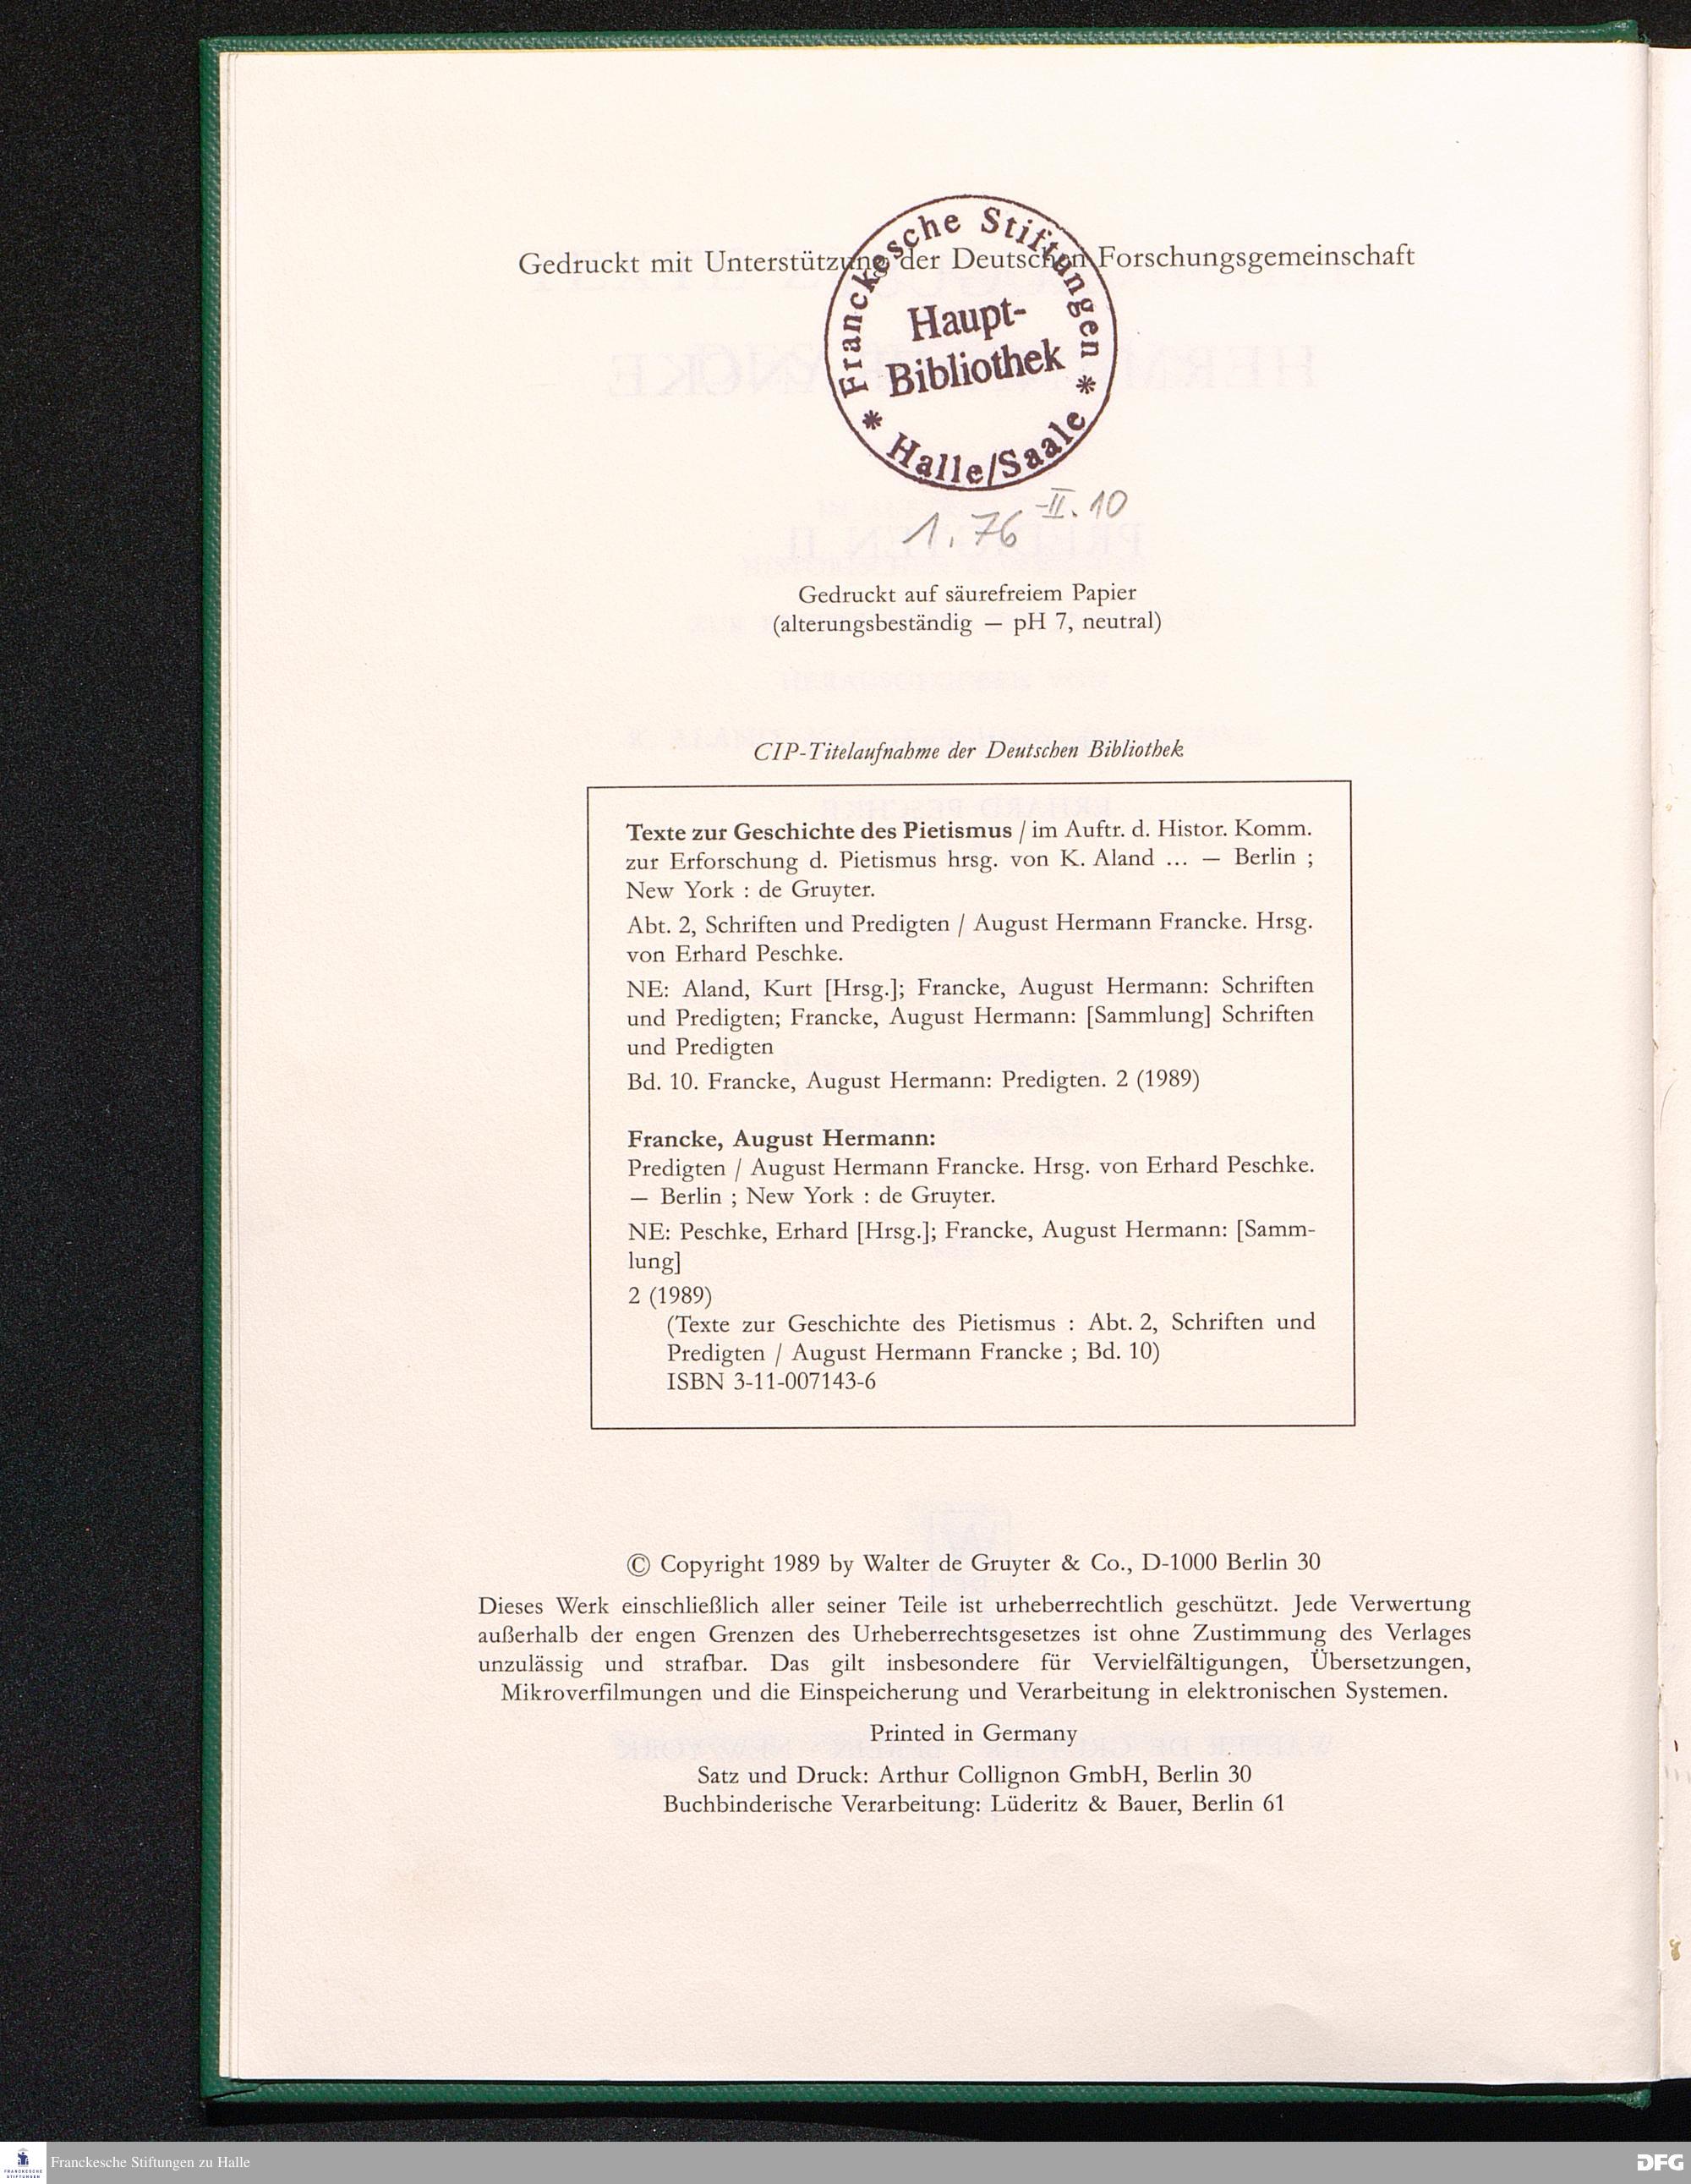 Gedruckt mit Unterstützung der Deutschen Forschungsgemeinschaft
Franckesche Stiftungen
Haupt-
Bibliothek
* Halle/Saale *
1. 76 -II. 10
Gedruckt auf säurefreiem Papier
(alterungsbeständig — pH 7, neutral)
CIP-Titelaufnahme der Deutschen Bibliothek
Texte zur Geschichte des Pietismus / im Auftr. d. Histor. Komm.
zur Erforschung d. Pietismus hrsg. von K. Aland ... — Berlin ;
New York : de Gruyter.
Abt. 2, Schriften und Predigten / August Hermann Francke. Hrsg.
von Erhard Peschke.
NE: Aland, Kurt [Hrsg.]; Francke, August Hermann: Schriften
und Predigten; Francke, August Hermann: [Sammlung] Schriften
und Predigten
Bd. 10. Francke, August Hermann: Predigten. 2 (1989)
Francke, August Hermann:
Predigten / August Hermann Francke. Hrsg. von Erhard Peschke.
— Berlin ; New York : de Gruyter.
NE: Peschke, Erhard [Hrsg.]; Francke, August Hermann: [Samm-
lung]
2 (1989)
(Texte zur Geschichte des Pietismus : Abt. 2, Schriften und
Predigten / August Hermann Francke ; Bd. 10)
ISBN 3-11-007143-6
© Copyright 1989 by Walter de Gruyter & Co., D-1000 Berlin 30
Dieses Werk einschließlich aller seiner Teile ist urheberrechtlich geschützt. Jede Verwertung
außerhalb der engen Grenzen des Urheberrechtsgesetzes ist ohne Zustimmung des Verlages
unzulässig und strafbar. Das gilt insbesondere für Vervielfältigungen, Übersetzungen,
Mikroverfilmungen und die Einspeicherung und Verarbeitung in elektronischen Systemen.
Printed in Germany
Satz und Druck: Arthur Collignon GmbH, Berlin 30
Buchbinderische Verarbeitung: Lüderitz & Bauer, Berlin 61
FRANCKESCHE
STIFTUNGEN
Franckesche Stiftungen zu Halle
DFG